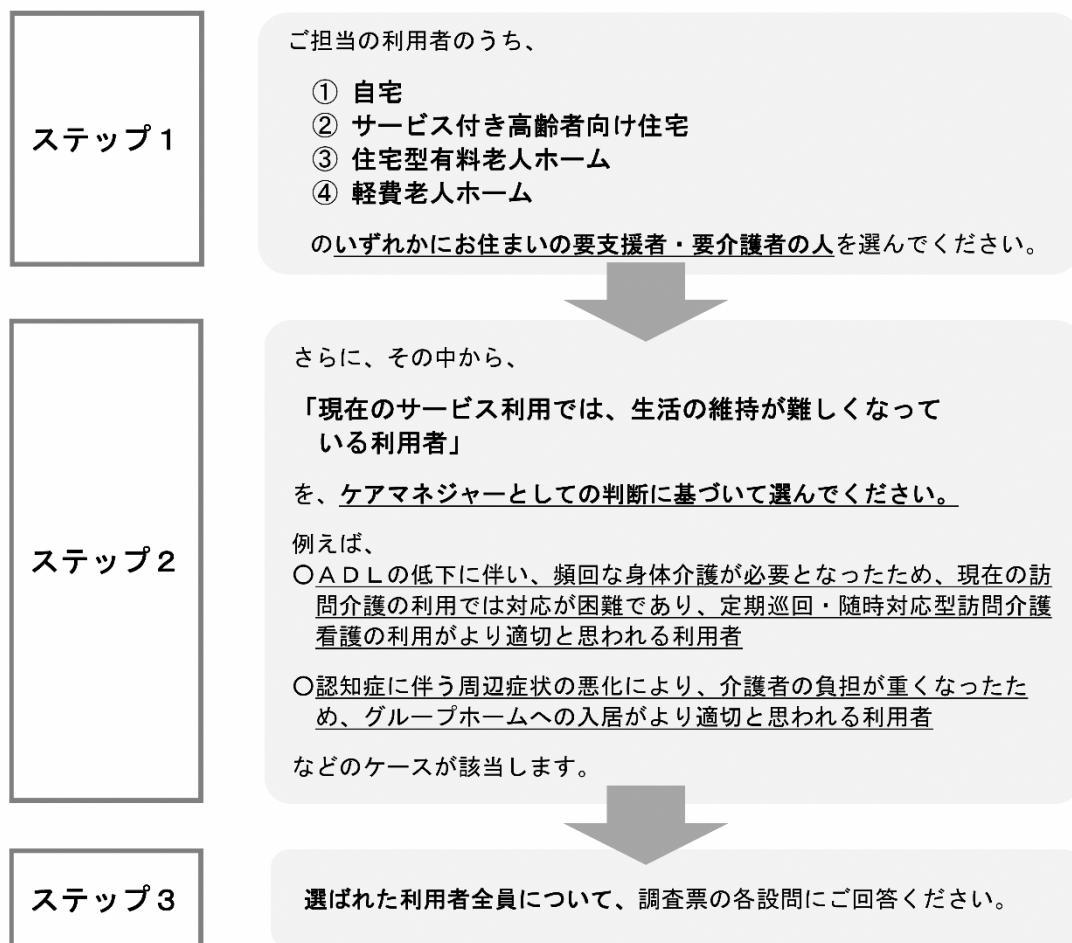 ステップ１
ご担当の利用者のうち、
① 自宅
② サービス付き高齢者向け住宅
③ 住宅型有料老人ホーム
④ 軽費老人ホーム
のいずれかにお住まいの要支援者・要介護者の人を選んでください。
ステップ２
さらに、その中から、
「現在のサービス利用では、生活の維持が難しくなって
いる利用者」
を、ケアマネジャーとしての判断に基づいて選んでください。
例えば、
〇ＡＤＬの低下に伴い、頻回な身体介護が必要となったため、現在の訪
問介護の利用では対応が困難であり、定期巡回・随時対応型訪問介護
看護の利用がより適切と思われる利用者
〇認知症に伴う周辺症状の悪化により、介護者の負担が重くなったた
め、グループホームへの入居がより適切と思われる利用者
などのケースが該当します。
ステップ３
選ばれた利用者全員について、調査票の各設問にご回答ください。